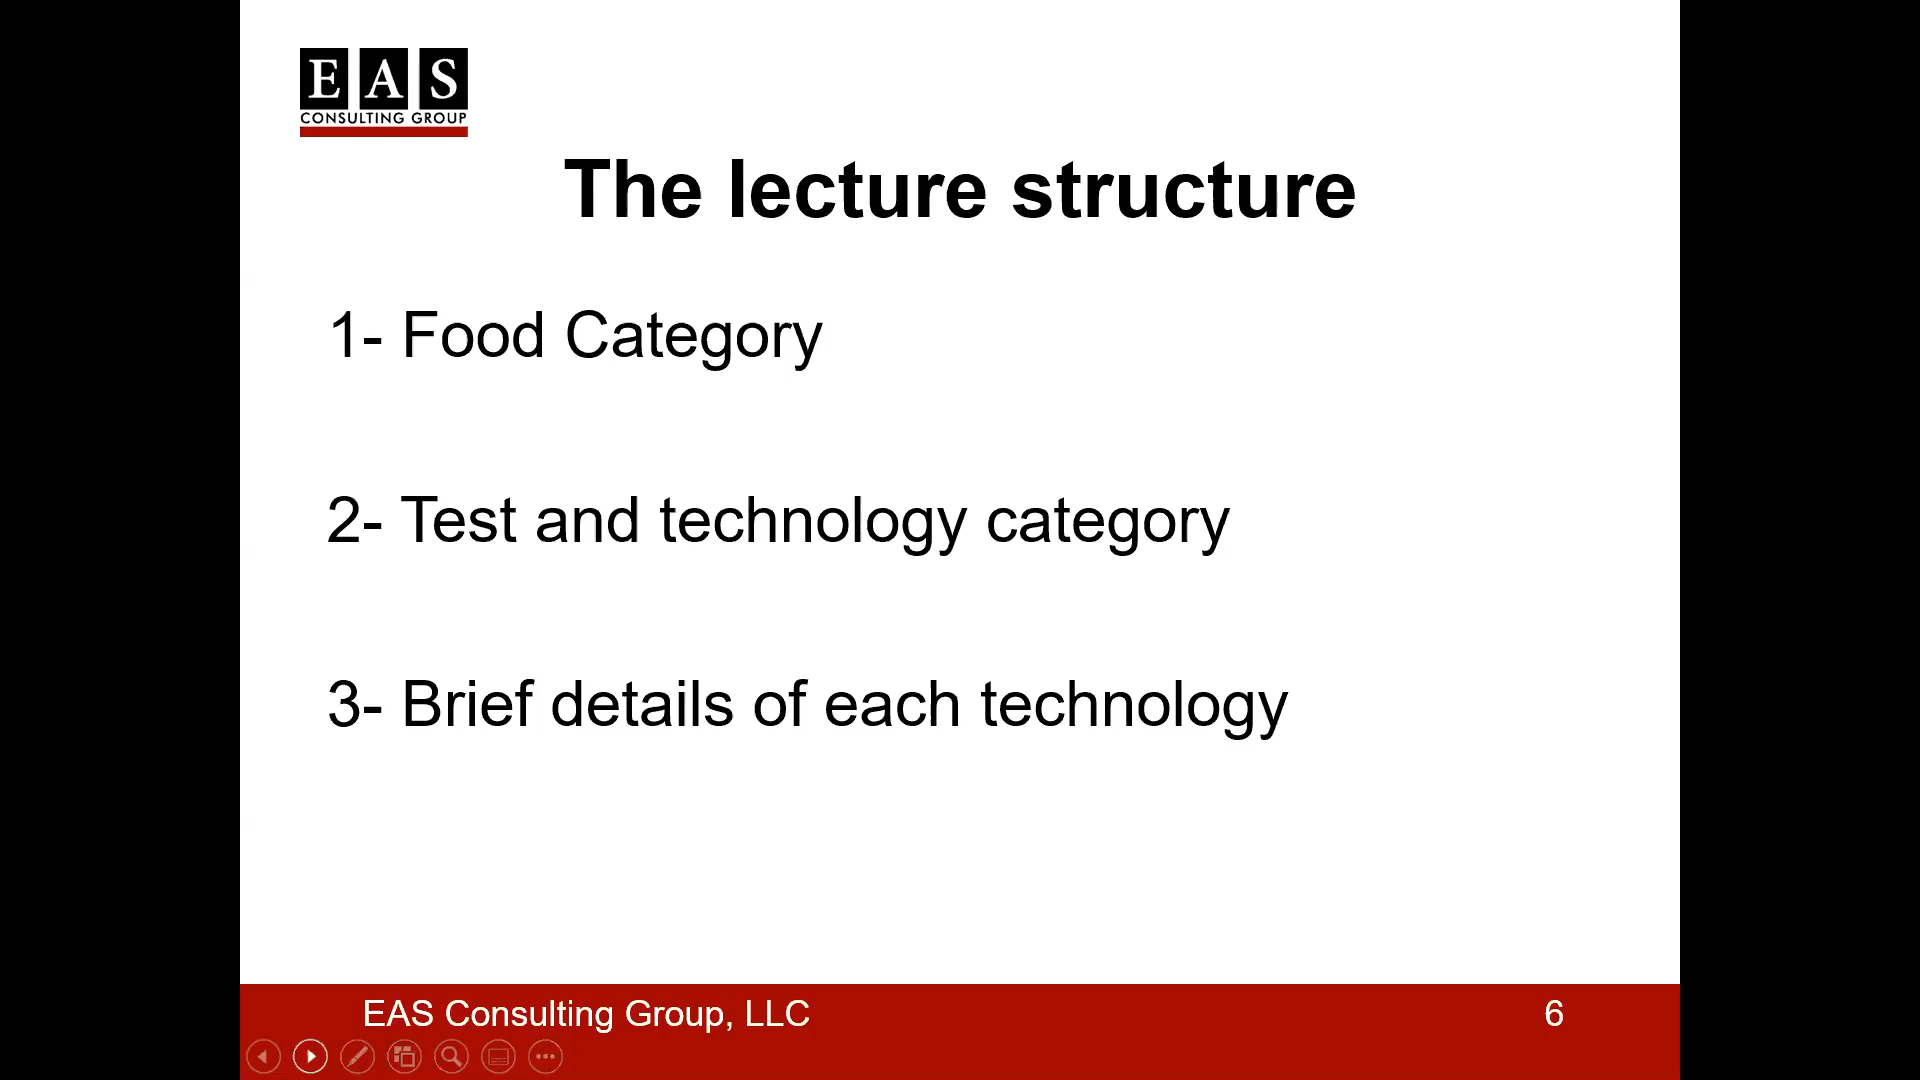 EAS
CONSULTING GROUP
The lecture structure
1- Food Category
2- Test and technology category
3- Brief details of each technology
EAS Consulting Group, LLC
6